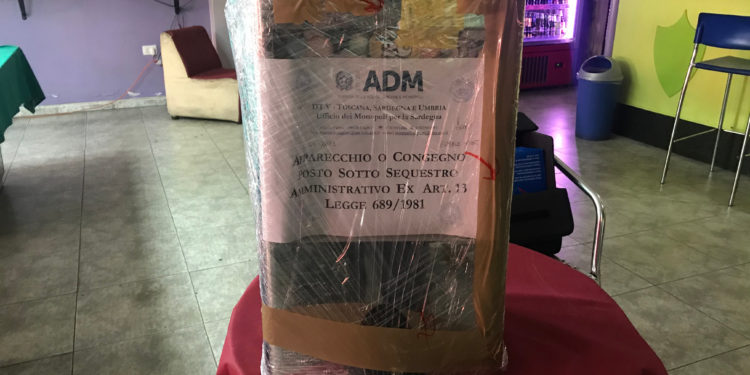 ADM
D.T. V - Toscana, Sardegna e Umbria
Ufficio dei Monopoli per la Sardegna
Apparecchio o Congegno
posto Sotto Sequestro
Amministrativo Ex Art. 13
Legge 689/1981